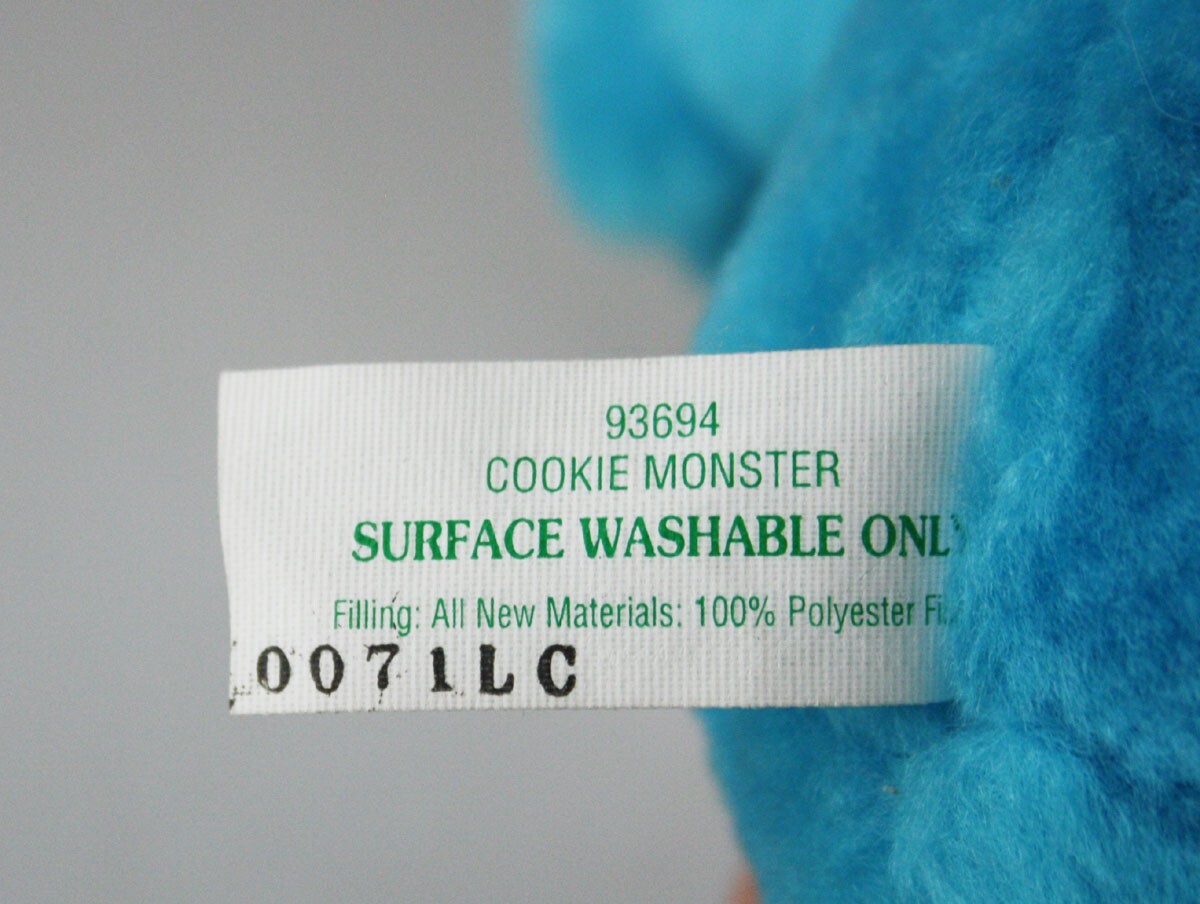 93694
COOKIE MONSTER
SURFACE WASHABLE ONLY
Filling: All New Materials: 100% Polyester
0071LC